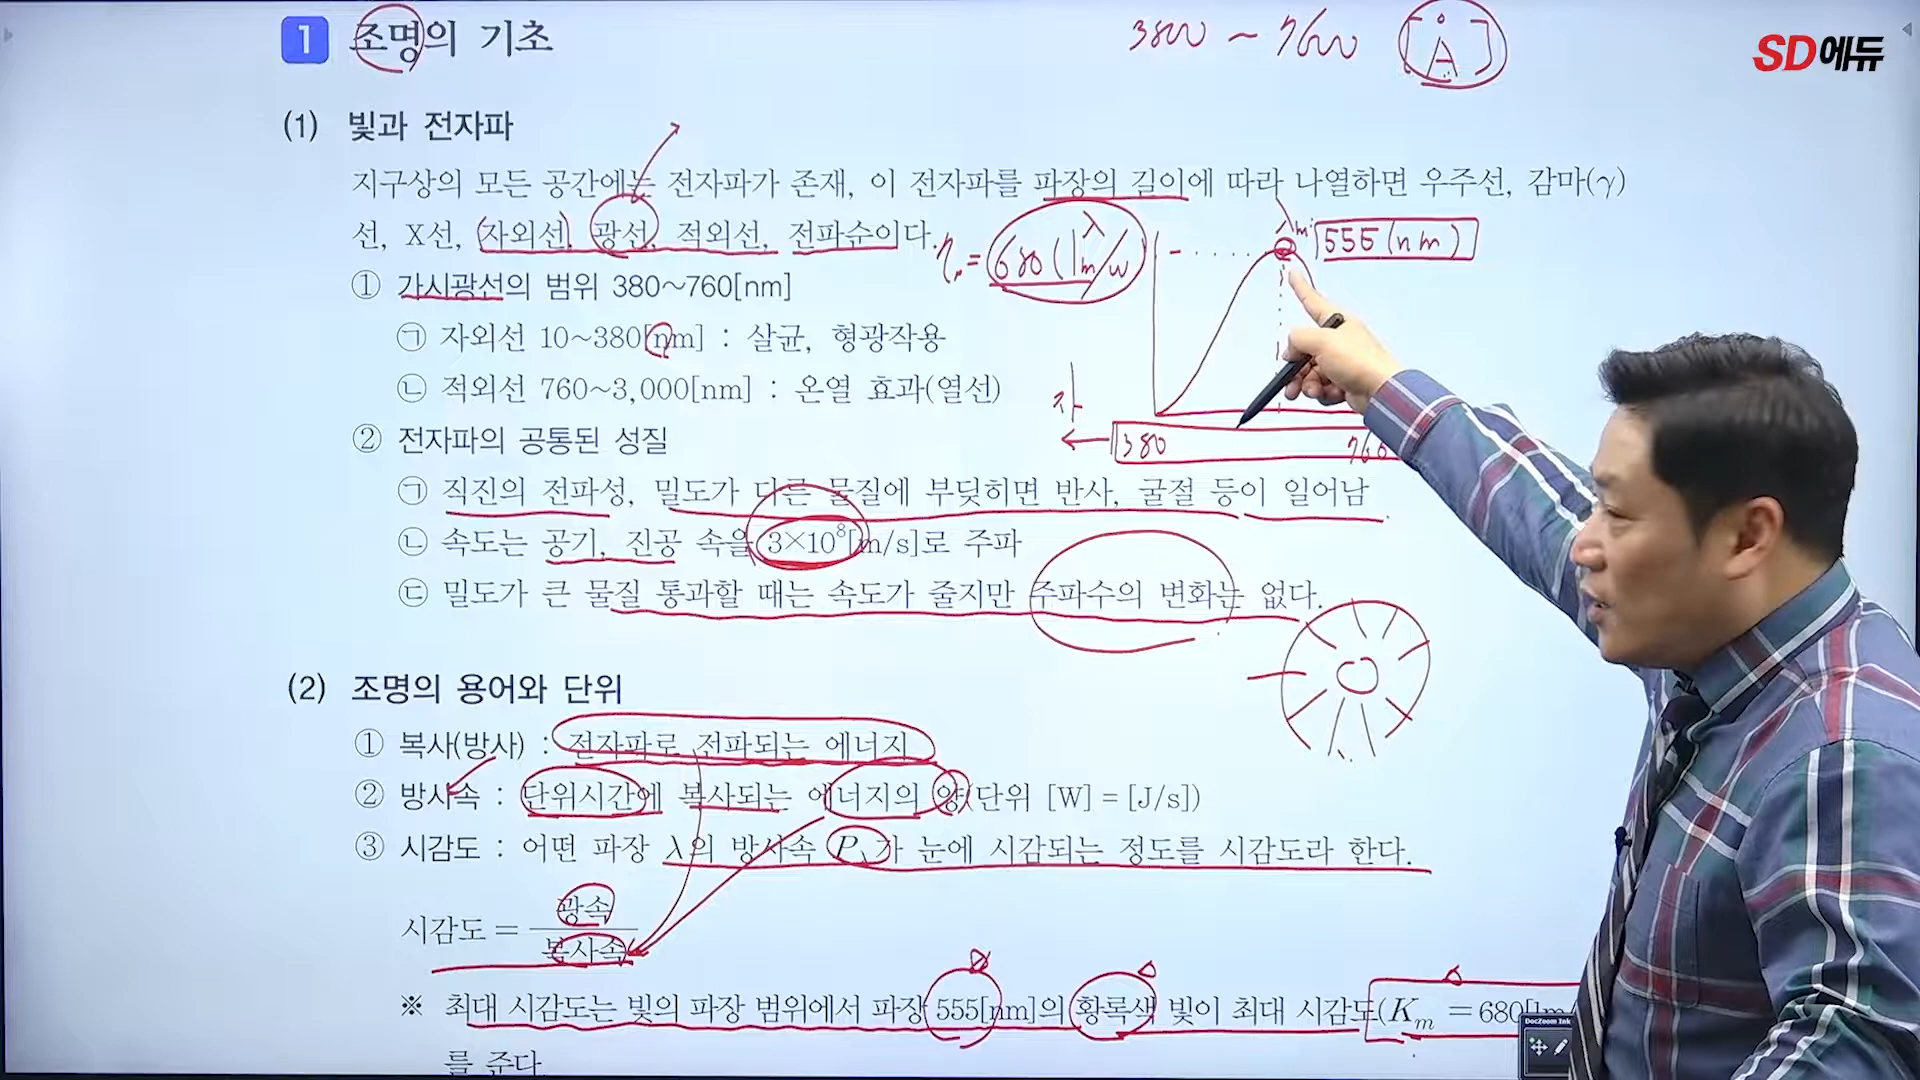 1 조명의 기초
3800 ~ 7600 [Å]
SD에듀
(1) 빛과 전자파
지구상의 모든 공간에는 전자파가 존재, 이 전자파를 파장의 길이에 따라 나열하면 우주선, 감마(γ)
선, X선, 자외선, 광선, 적외선, 전파순이다.
680 (lm/W)
λm
555 (nm)
① 가시광선의 범위 380~760[nm]
㉠ 자외선 10~380[nm] : 살균, 형광작용
㉡ 적외선 760~3,000[nm] : 온열 효과(열선)
자
380
② 전자파의 공통된 성질
㉠ 직진의 전파성, 밀도가 다른 물질에 부딪히면 반사, 굴절 등이 일어남
㉡ 속도는 공기, 진공 속을 3×10⁸[m/s]로 주파
㉢ 밀도가 큰 물질 통과할 때는 속도가 줄지만 주파수의 변화는 없다.
(2) 조명의 용어와 단위
① 복사(방사) : 전자파로 전파되는 에너지
② 방사속 : 단위시간에 복사되는 에너지의 양(단위 [W] = [J/s])
③ 시감도 : 어떤 파장 λ의 방사속 Pλ가 눈에 시감되는 정도를 시감도라 한다.
시감도 = 광속 / 복사속
※ 최대 시감도는 빛의 파장 범위에서 파장 555[nm]의 황록색 빛이 최대 시감도(Km = 680[lm/
를 준다
DocZoom Ink